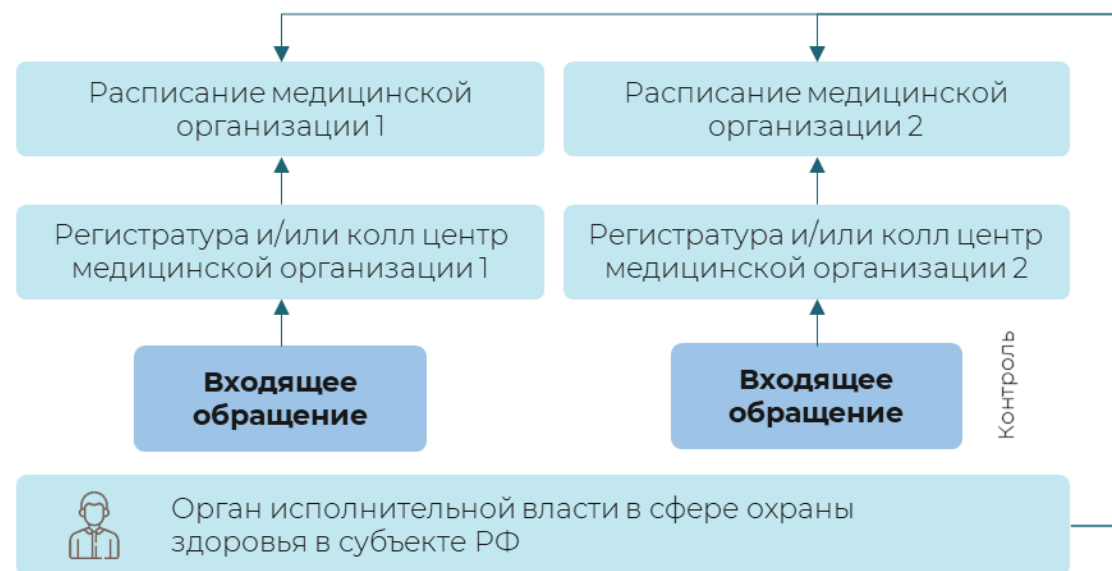 Расписание медицинской
организации 1
Расписание медицинской
организации 2
Регистратура и/или колл центр
медицинской организации 1
Регистратура и/или колл центр
медицинской организации 2
Входящее
обращение
Входящее
обращение
Контроль
Орган исполнительной власти в сфере охраны
здоровья в субъекте РФ